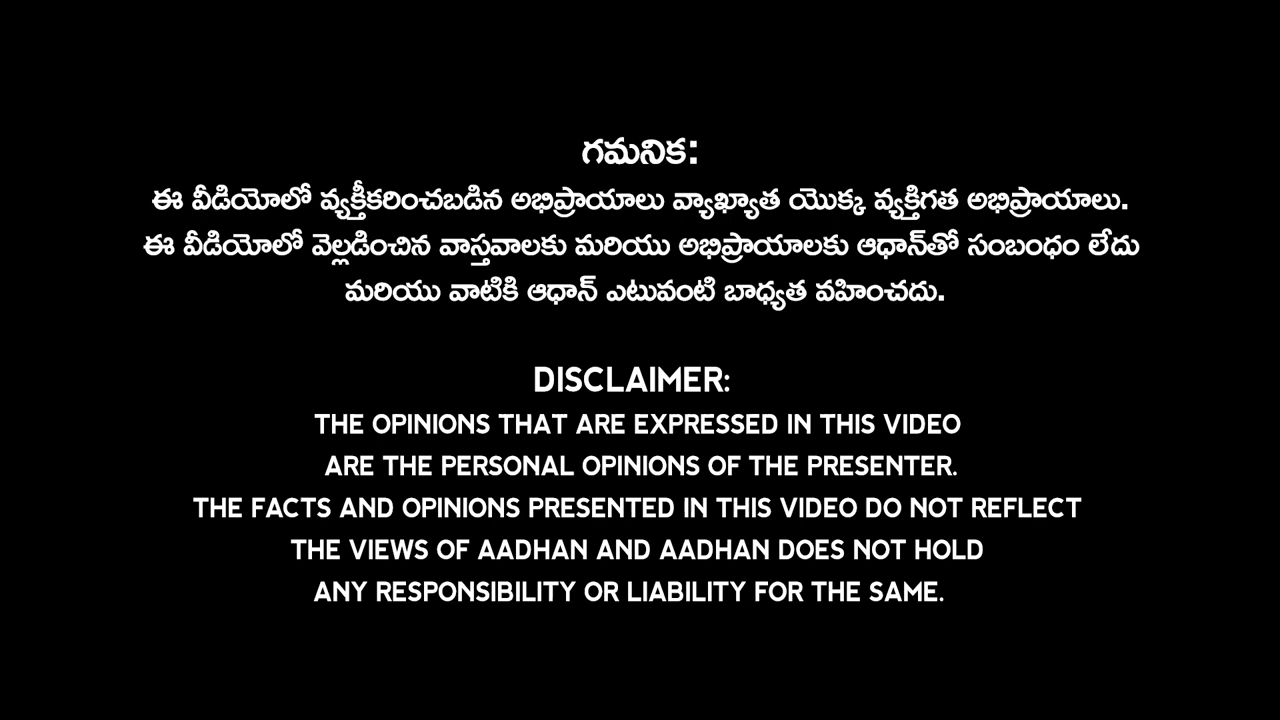 గమనిక:
ఈ వీడియోలో వ్యక్తీకరించబడిన అభిప్రాయాలు వ్యాఖ్యాత యొక్క వ్యక్తిగత అభిప్రాయాలు.
ఈ వీడియోలో వెల్లడించిన వాస్తవాలకు మరియు అభిప్రాయాలకు ఆధాన్‌తో సంబంధం లేదు
మరియు వాటికి ఆధాన్ ఎటువంటి బాధ్యత వహించదు.
DISCLAIMER:
THE OPINIONS THAT ARE EXPRESSED IN THIS VIDEO
ARE THE PERSONAL OPINIONS OF THE PRESENTER.
THE FACTS AND OPINIONS PRESENTED IN THIS VIDEO DO NOT REFLECT
THE VIEWS OF AADHAN AND AADHAN DOES NOT HOLD
ANY RESPONSIBILITY OR LIABILITY FOR THE SAME.